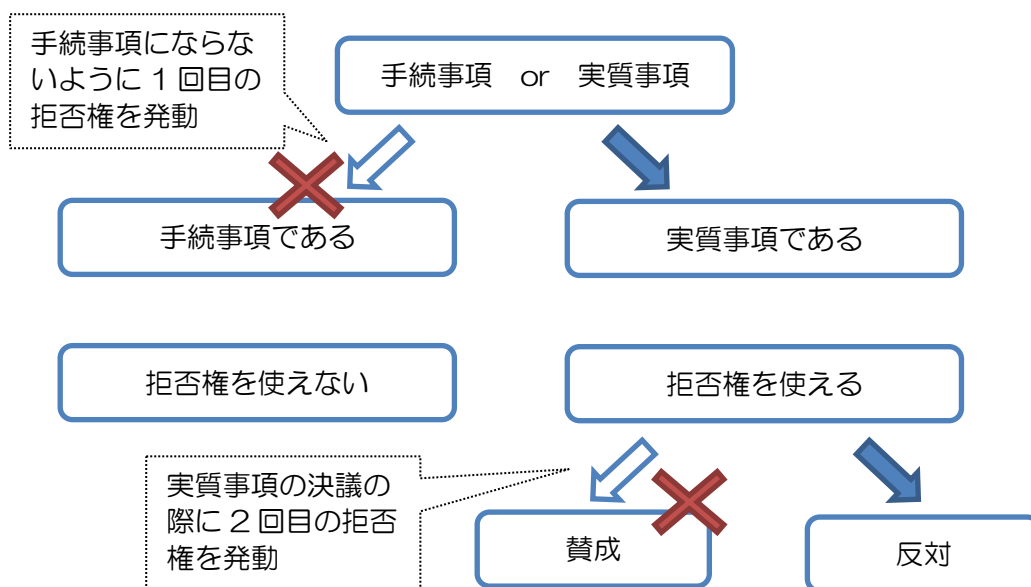 手続事項にならな
いように 1 回目の
拒否権を発動
手続事項　or　実質事項
手続事項である
実質事項である
拒否権を使えない
拒否権を使える
実質事項の決議の
際に 2 回目の拒否
権を発動
賛成
反対